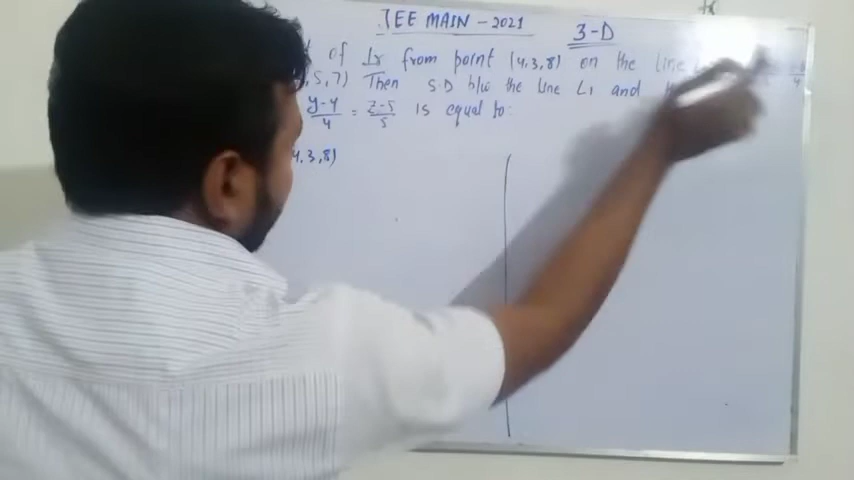 JEE MAIN - 2021
3-D
of ⊥r from point (4,3,8) on the line
,5,7) Then S.D b/w the line L1 and
y-4/4 = z-5/5 is equal to:
4,3,8)